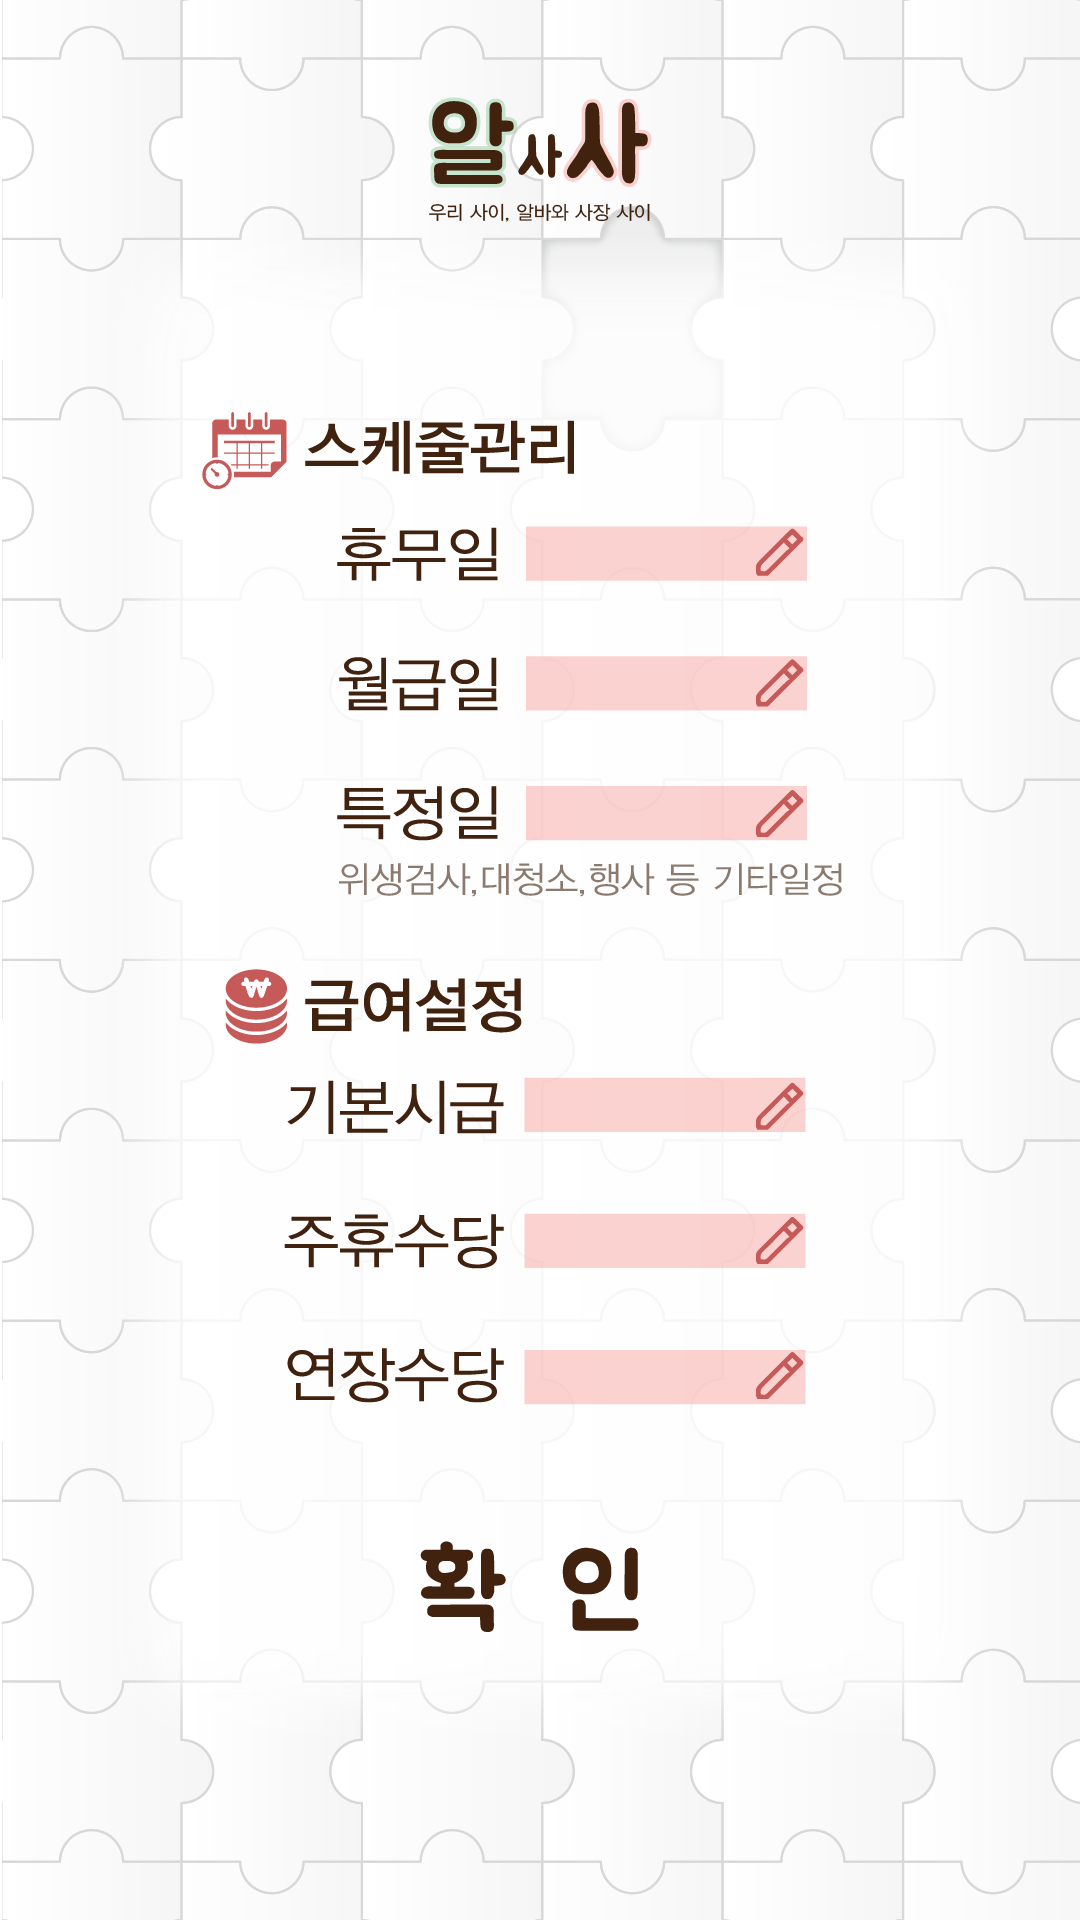 알사사
우리 사이, 알바와 사장 사이
스케줄관리
휴무일
월급일
특정일
위생검사, 대청소, 행사 등 기타일정
₩ 급여설정
기본시급
주휴수당
연장수당
확 인